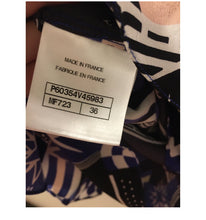 MADE IN FRANCE
FABRIQUE EN FRANCE
P60354V45983
MF723 36